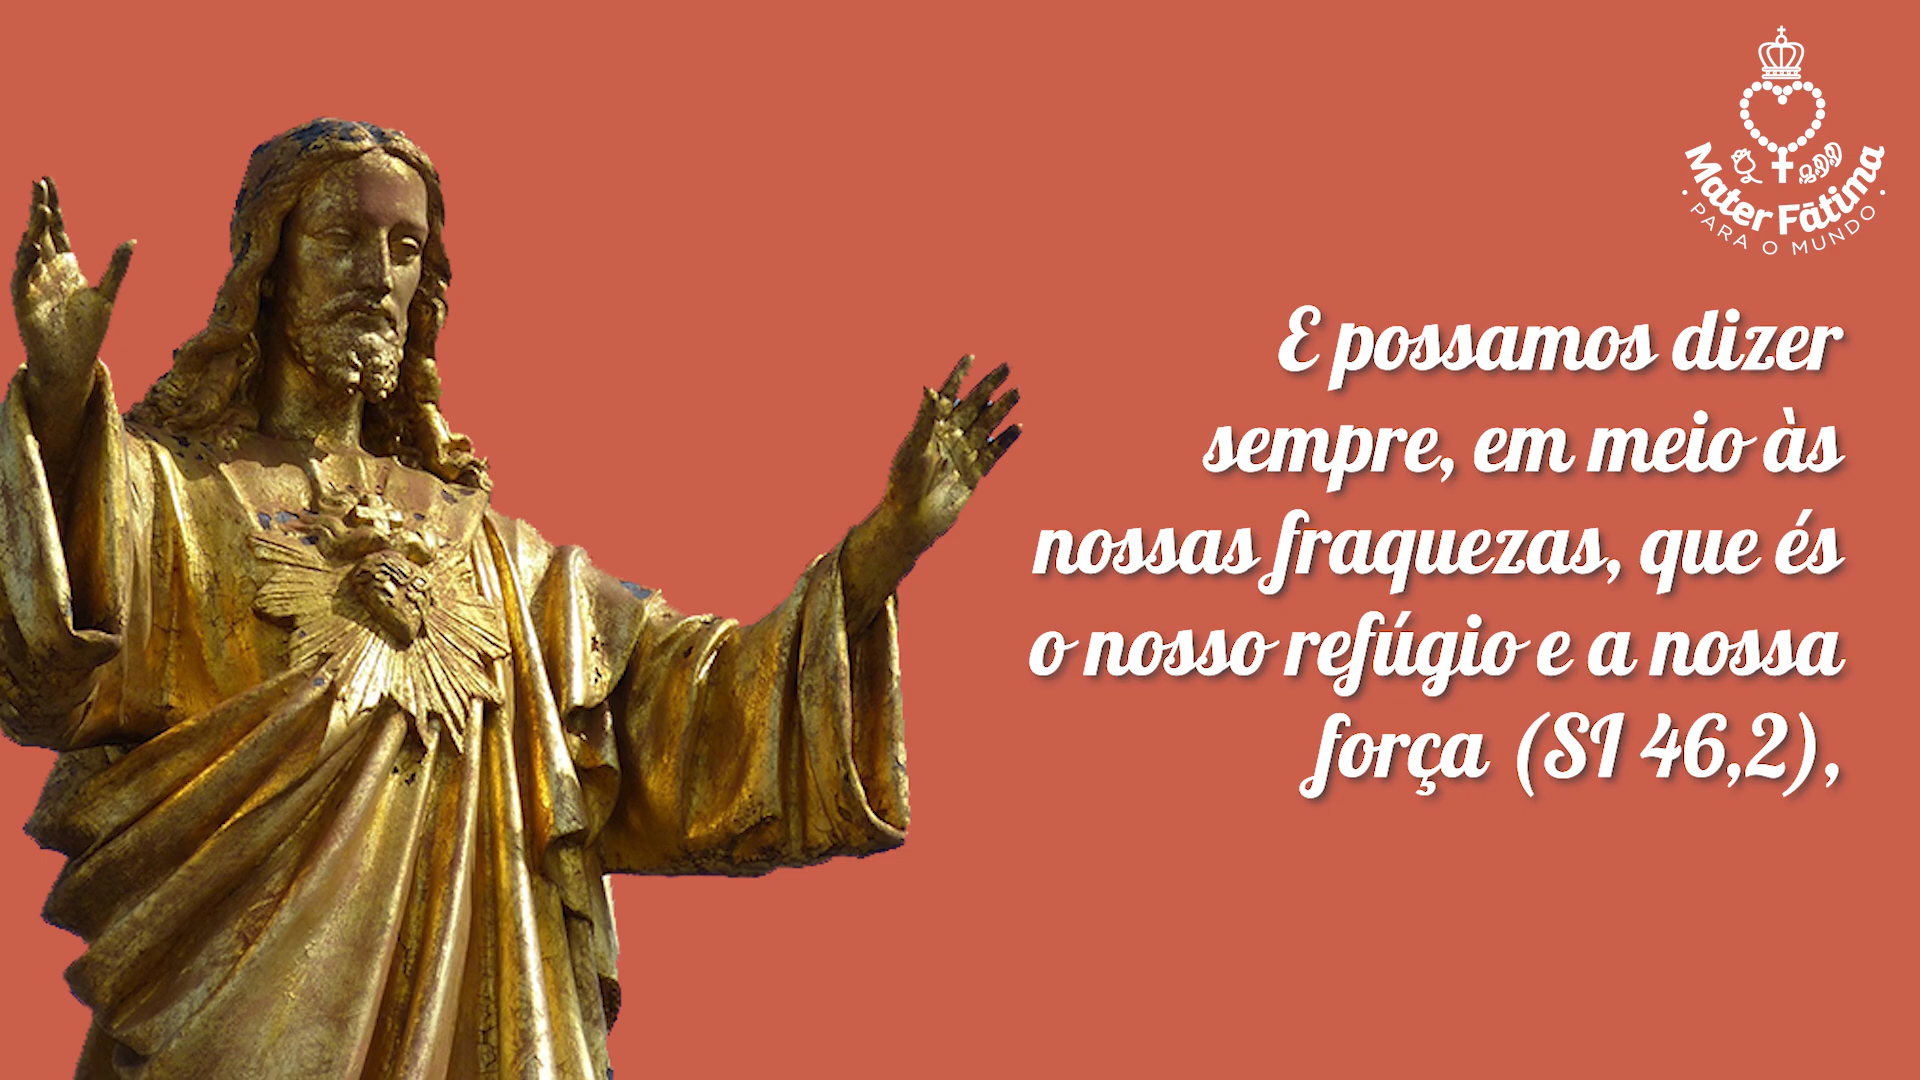 Mater Fátima
PARA O MUNDO
E possamos dizer
sempre, em meio às
nossas fraquezas, que és
o nosso refúgio e a nossa
força (SI 46,2),